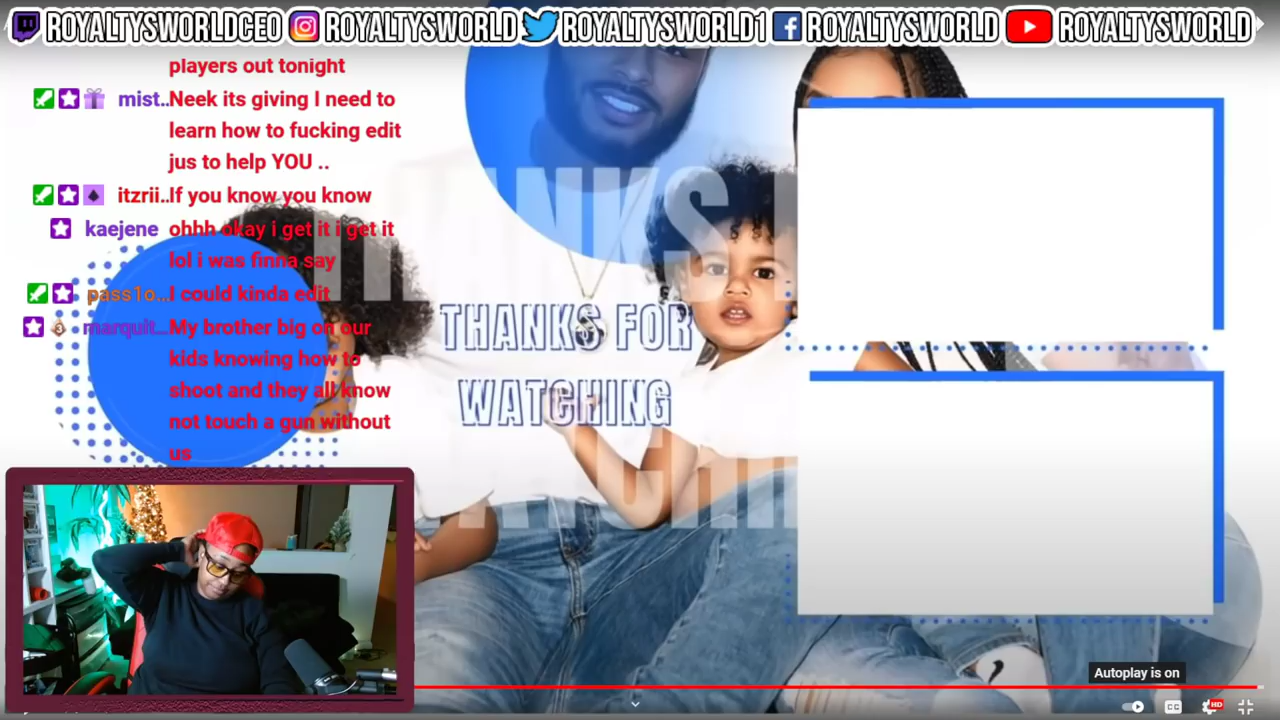 ROYALTYSWORLDCEO ROYALTYSWORLD ROYALTYSWORLD1 ROYALTYSWORLD ROYALTYSWORLD
players out tonight
mist..Neek its giving I need to
learn how to fucking edit
jus to help YOU ..
itzrii..If you know you know
kaejene ohhh okay i get it i get it
lol i was finna say
pass1o...I could kinda edit
marquit...My brother big on our
kids knowing how to
shoot and they all know
not touch a gun without
us
THANKS FOR
WATCHING
Autoplay is on
CC HD